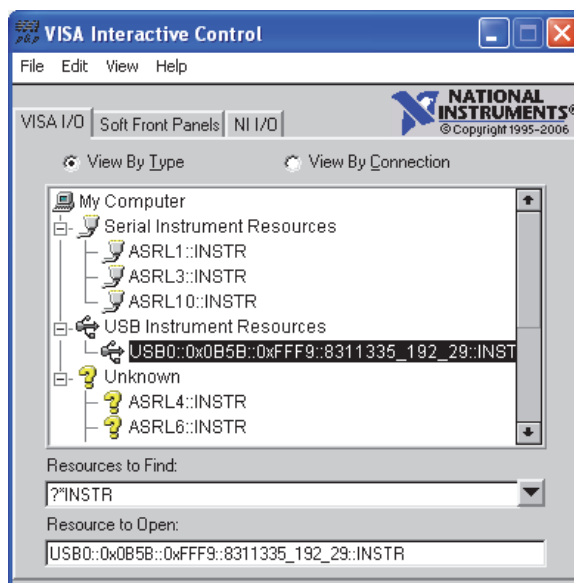 VISA Interactive Control
File Edit View Help
NATIONAL
INSTRUMENTS®
© Copyright 1995-2006
VISA I/O Soft Front Panels NI I/O
View By Type View By Connection
My Computer
Serial Instrument Resources
ASRL1::INSTR
ASRL3::INSTR
ASRL10::INSTR
USB Instrument Resources
USB0::0x0B5B::0xFFF9::8311335_192_29::INST
Unknown
ASRL4::INSTR
ASRL6::INSTR
Resources to Find:
?*INSTR
Resource to Open:
USB0::0x0B5B::0xFFF9::8311335_192_29::INSTR